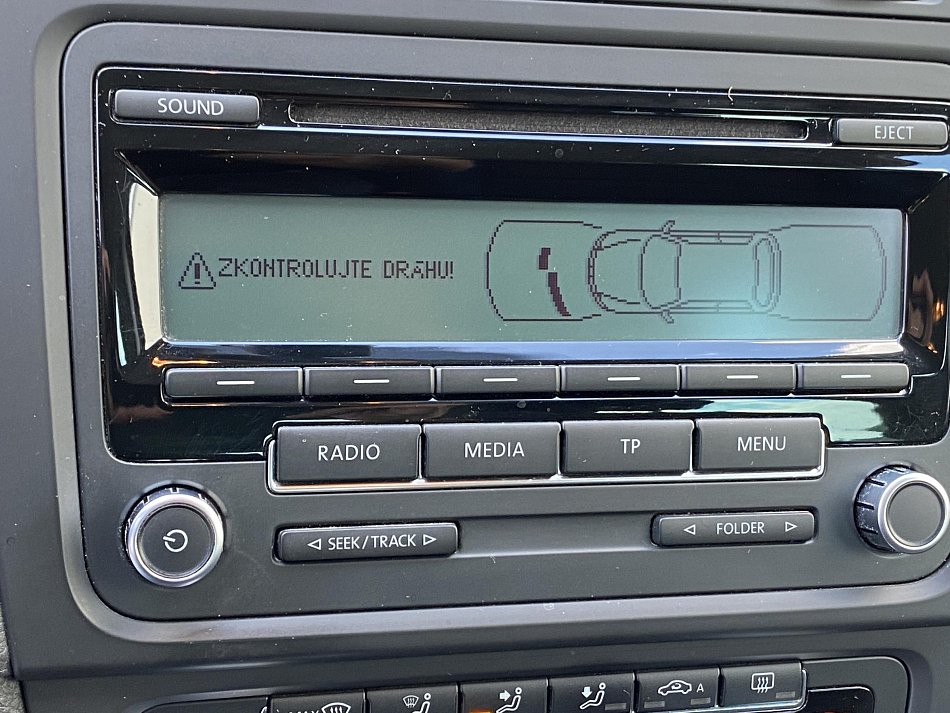 SOUND
EJECT
ZKONTROLUJTE DRÁHU!
RADIO
MEDIA
TP
MENU
SEEK/TRACK
FOLDER
A